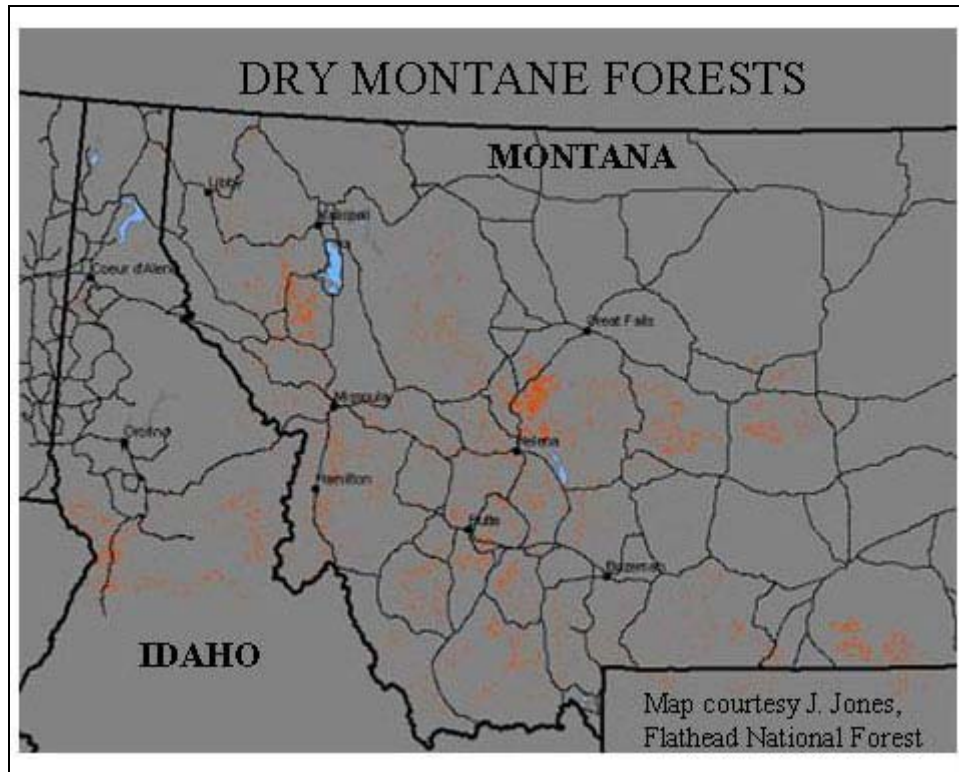 DRY MONTANE FORESTS
MONTANA
Libby
Kalispell
Coeur d'Alene
Great Falls
Missoula
Orofino
Helena
Hamilton
Butte
Bozeman
IDAHO
Map courtesy J. Jones,
Flathead National Forest